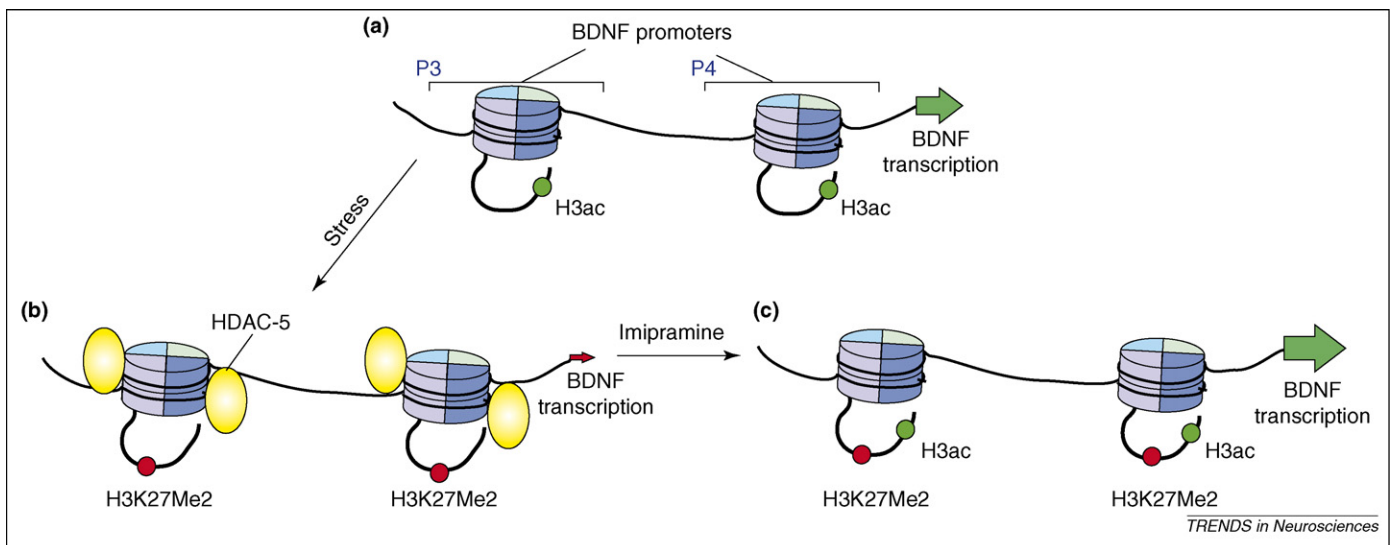 (a)
BDNF promoters
P3
P4
BDNF
transcription
H3ac
H3ac
Stress
(b)
HDAC-5
Imipramine
(c)
BDNF
transcription
BDNF
transcription
H3ac
H3ac
H3K27Me2
H3K27Me2
H3K27Me2
H3K27Me2
TRENDS in Neurosciences